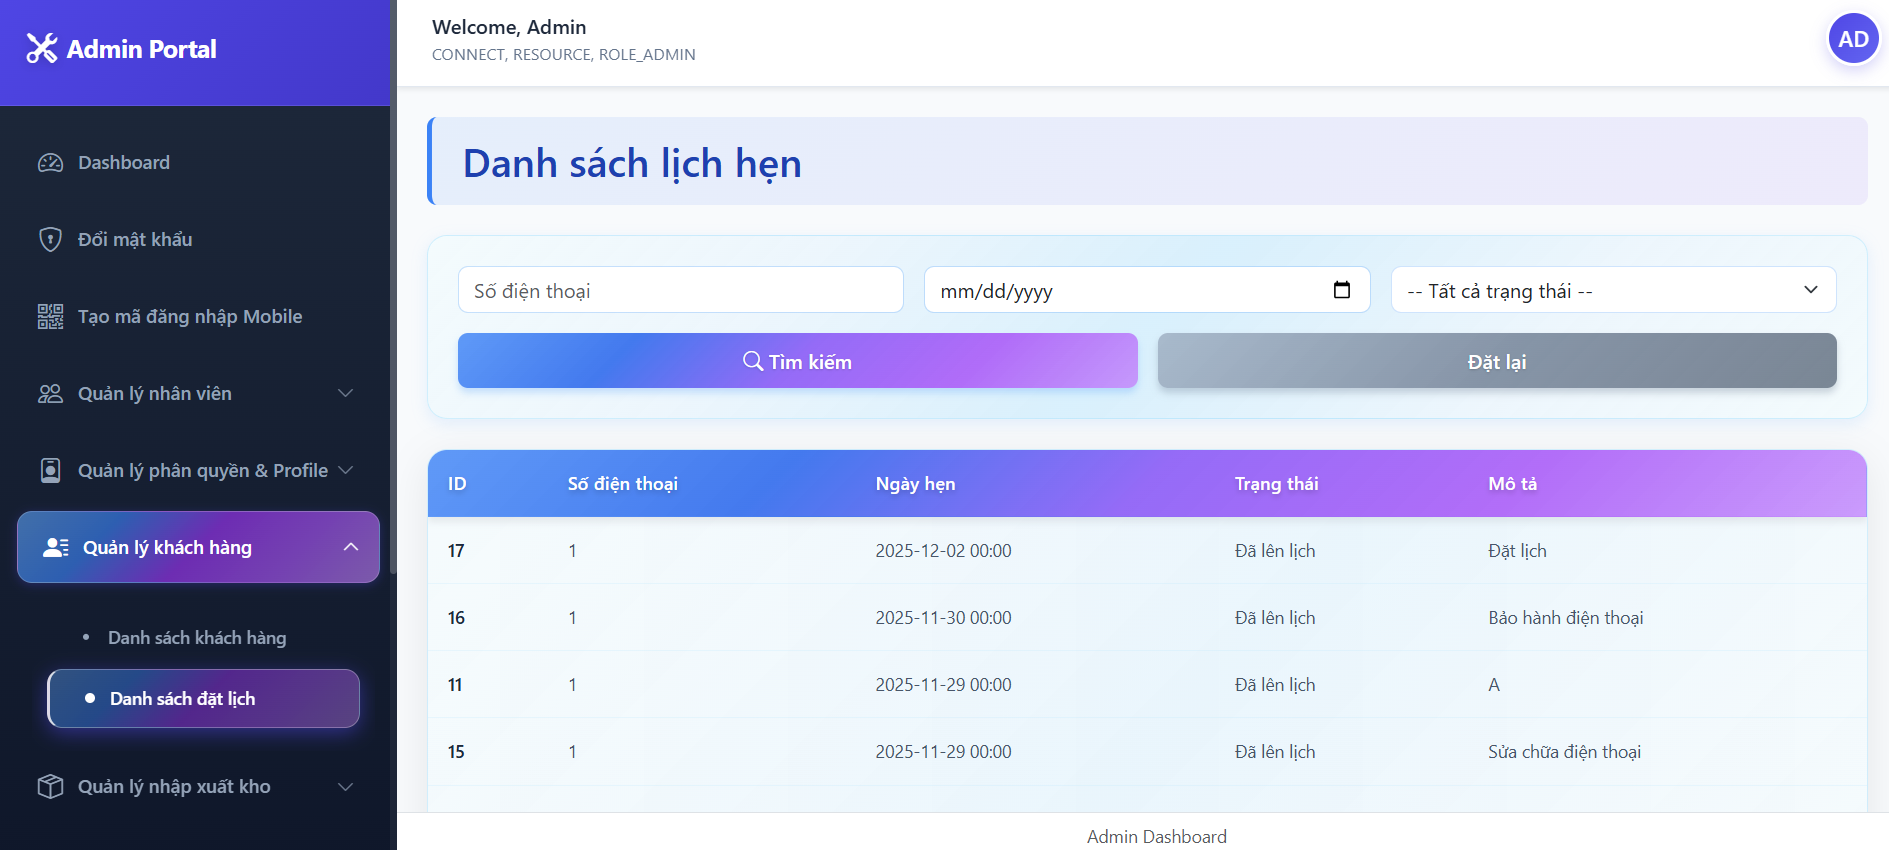 Admin Portal
Dashboard
Đổi mật khẩu
Tạo mã đăng nhập Mobile
Quản lý nhân viên
Quản lý phân quyền & Profile
Quản lý khách hàng
Danh sách khách hàng
Danh sách đặt lịch
Quản lý nhập xuất kho
Welcome, Admin
CONNECT, RESOURCE, ROLE_ADMIN
AD
Danh sách lịch hẹn
Số điện thoại
mm/dd/yyyy
-- Tất cả trạng thái --
Tìm kiếm
Đặt lại
ID Số điện thoại Ngày hẹn Trạng thái Mô tả
17 1 2025-12-02 00:00 Đã lên lịch Đặt lịch
16 1 2025-11-30 00:00 Đã lên lịch Bảo hành điện thoại
11 1 2025-11-29 00:00 Đã lên lịch A
15 1 2025-11-29 00:00 Đã lên lịch Sửa chữa điện thoại
Admin Dashboard